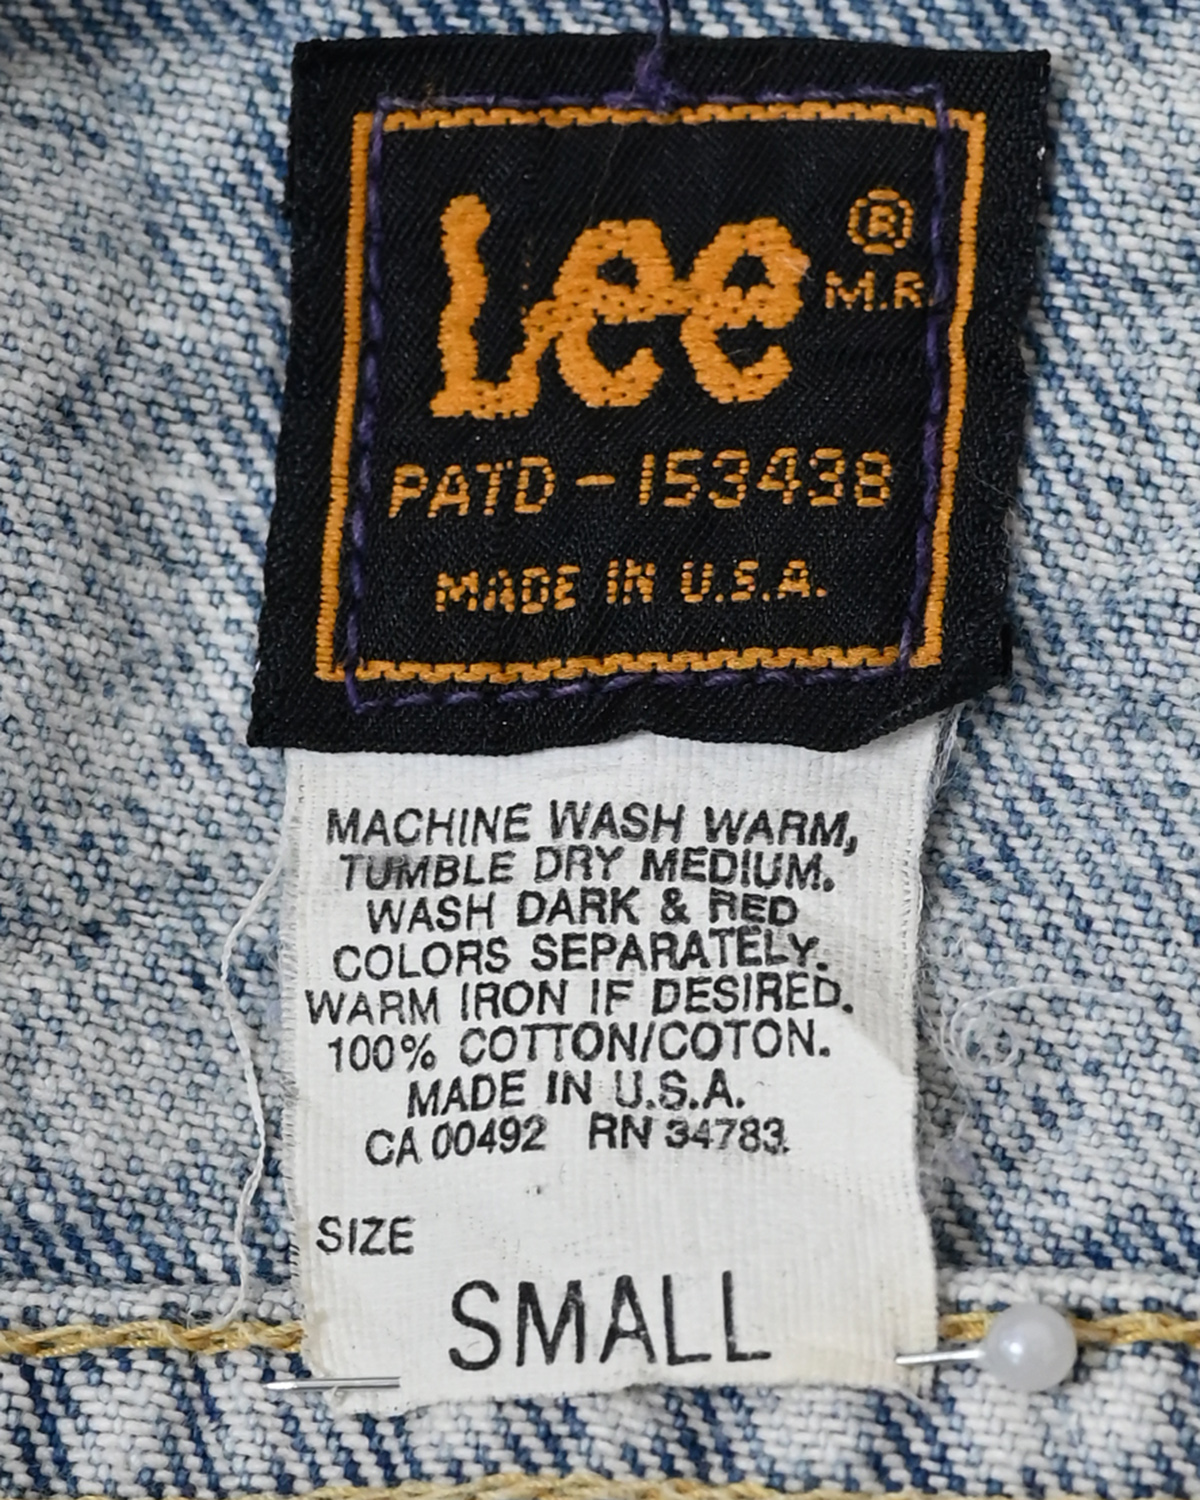 Lee ®
M.R.
PATD - 153438
MADE IN U.S.A.
MACHINE WASH WARM,
TUMBLE DRY MEDIUM.
WASH DARK & RED
COLORS SEPARATELY.
WARM IRON IF DESIRED.
100% COTTON/COTON.
MADE IN U.S.A.
CA 00492 RN 34783
SIZE
SMALL